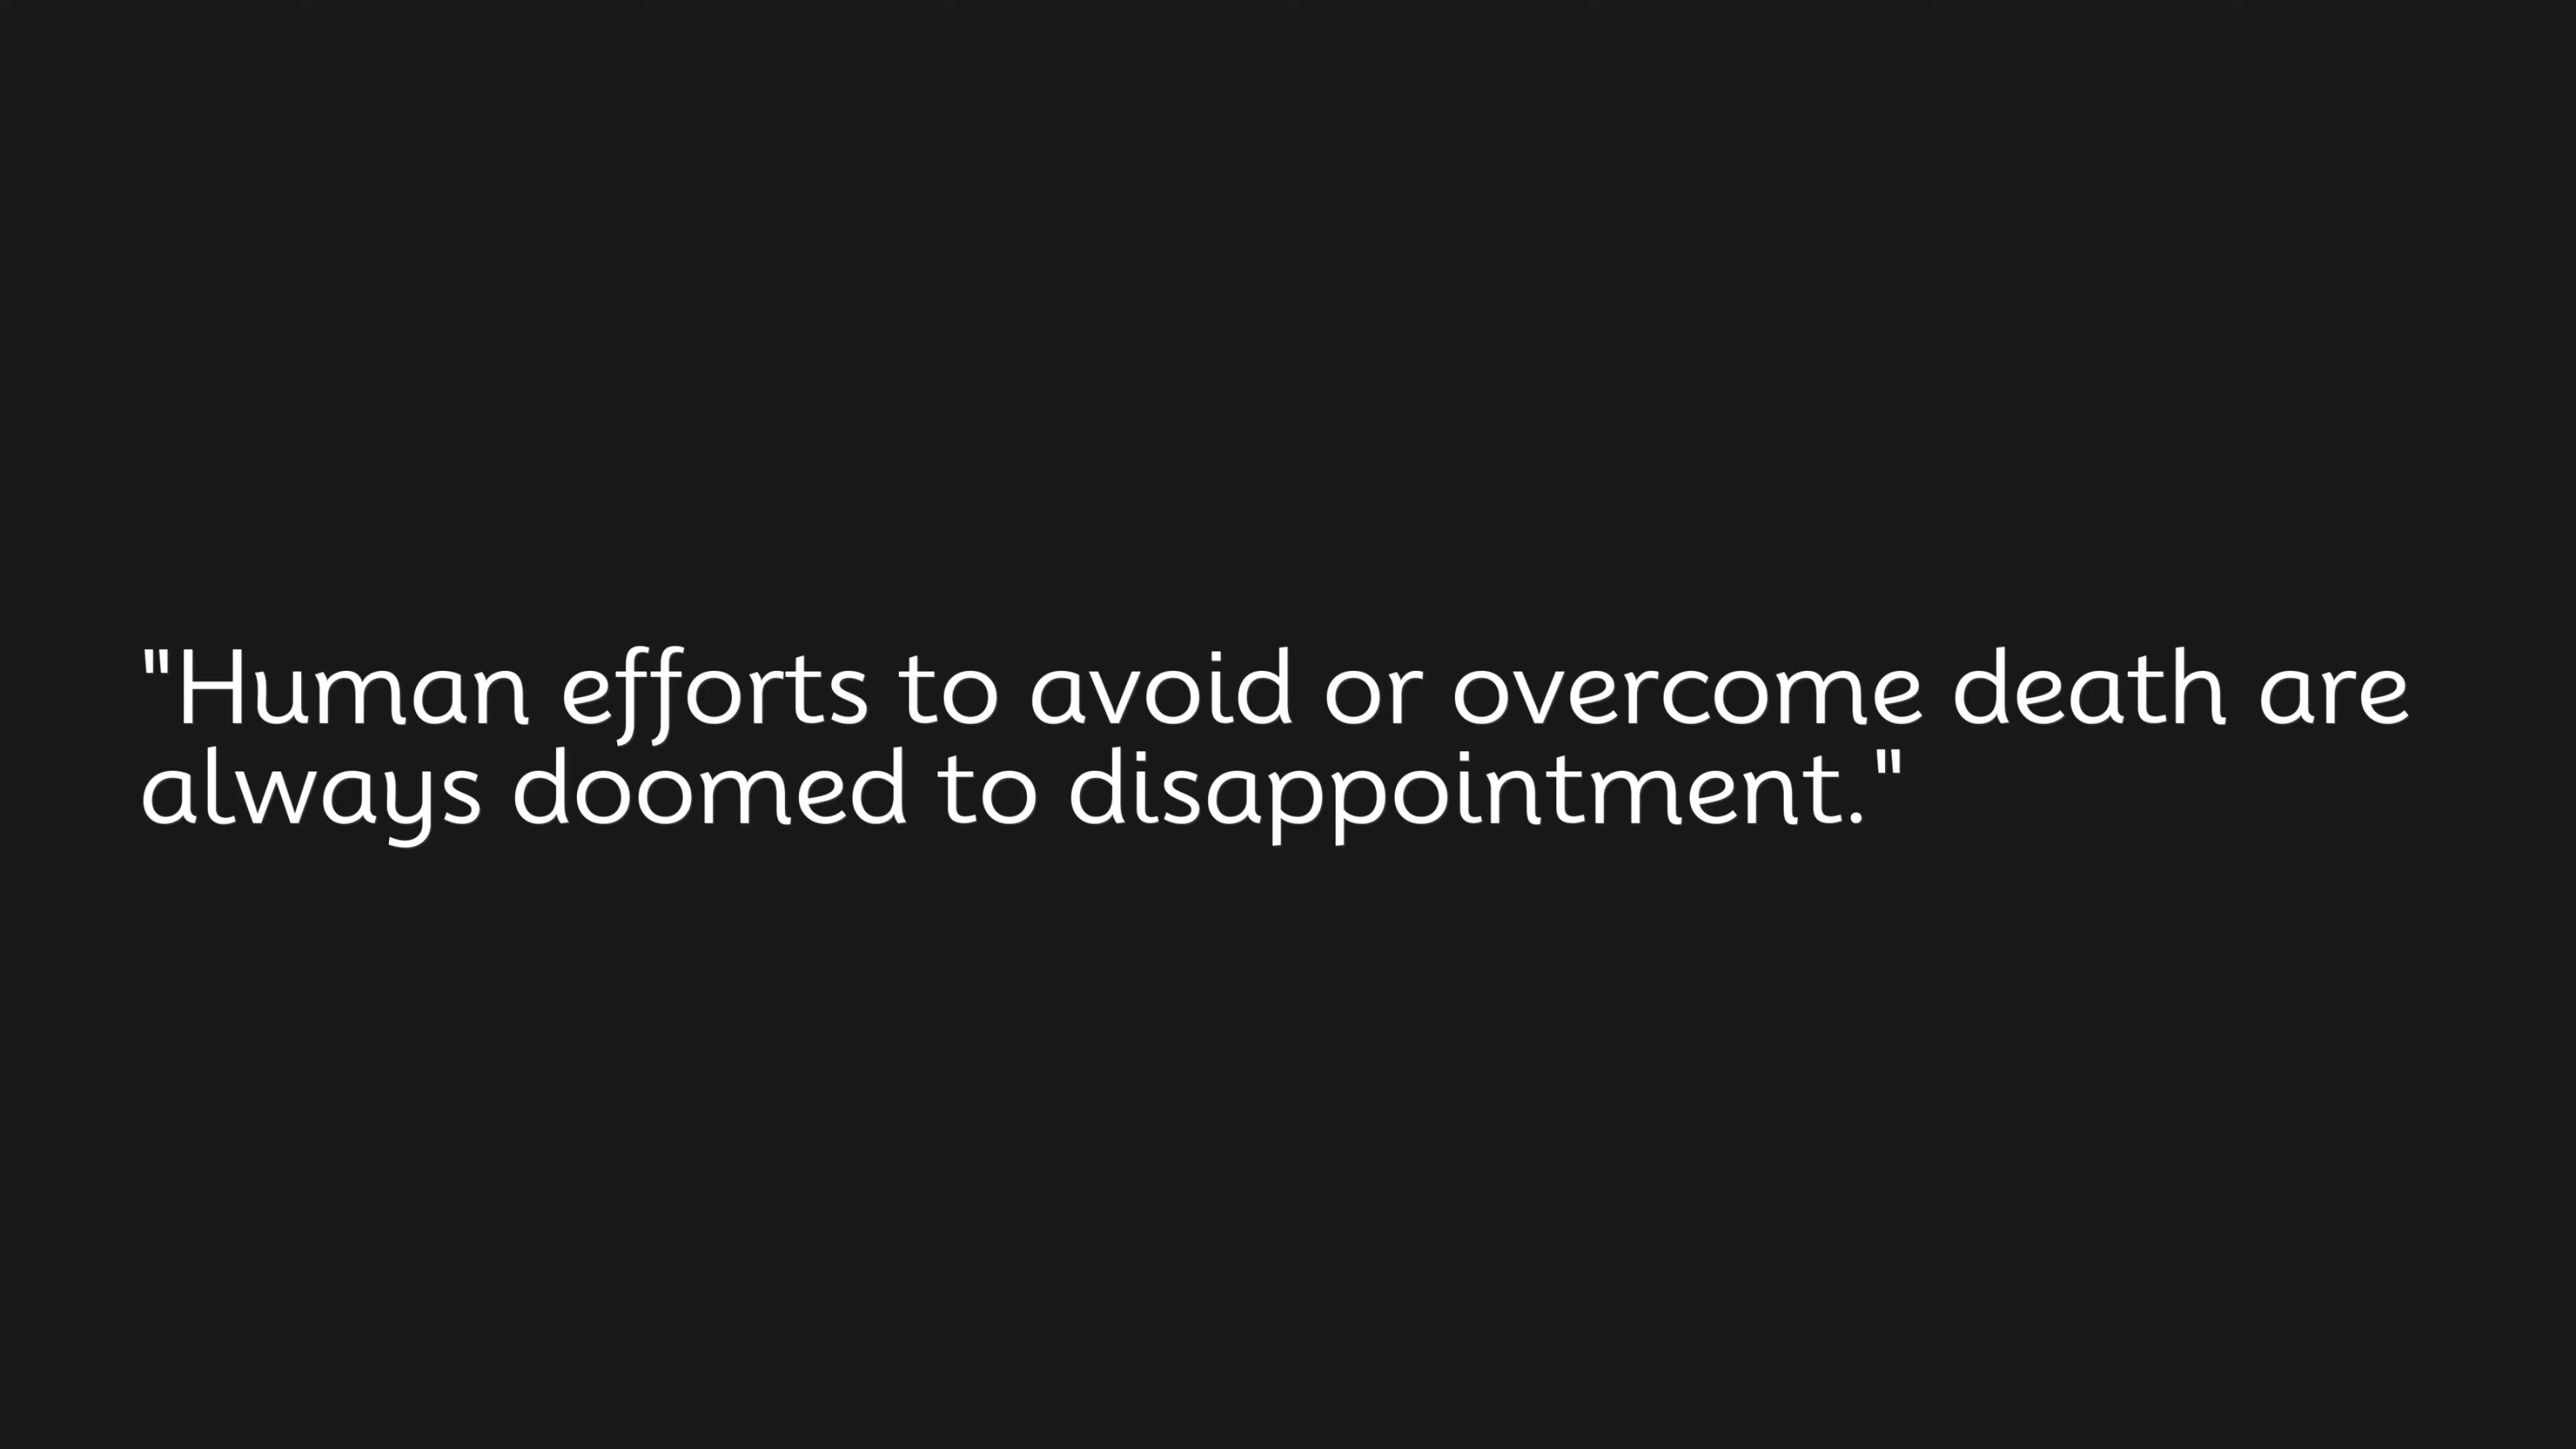 "Human efforts to avoid or overcome death are
always doomed to disappointment."